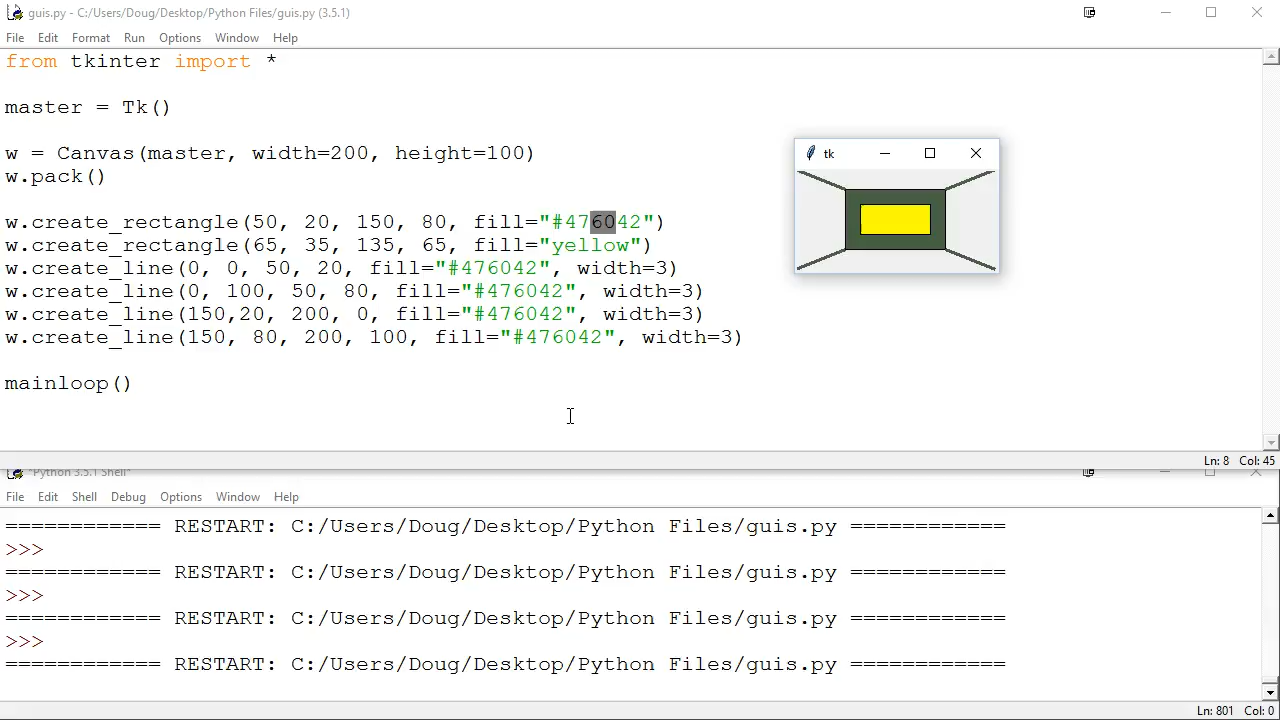 guis.py - C:/Users/Doug/Desktop/Python Files/guis.py (3.5.1)
File Edit Format Run Options Window Help
from tkinter import *
master = Tk()
w = Canvas(master, width=200, height=100)
w.pack()
w.create_rectangle(50, 20, 150, 80, fill="#476042")
w.create_rectangle(65, 35, 135, 65, fill="yellow")
w.create_line(0, 0, 50, 20, fill="#476042", width=3)
w.create_line(0, 100, 50, 80, fill="#476042", width=3)
w.create_line(150,20, 200, 0, fill="#476042", width=3)
w.create_line(150, 80, 200, 100, fill="#476042", width=3)
mainloop()
tk
Ln: 8 Col: 45
*Python 3.5.1 Shell*
File Edit Shell Debug Options Window Help
============ RESTART: C:/Users/Doug/Desktop/Python Files/guis.py ============
>>>
============ RESTART: C:/Users/Doug/Desktop/Python Files/guis.py ============
>>>
============ RESTART: C:/Users/Doug/Desktop/Python Files/guis.py ============
>>>
============ RESTART: C:/Users/Doug/Desktop/Python Files/guis.py ============
Ln: 801 Col: 0